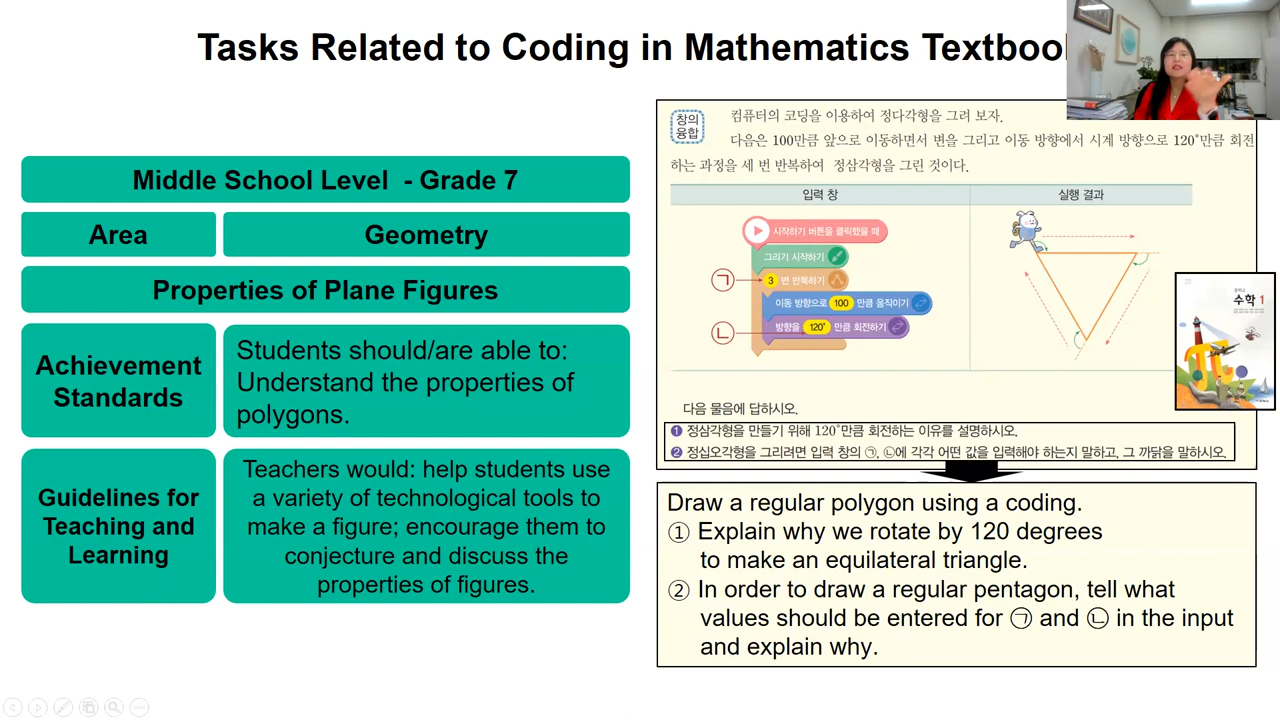 Tasks Related to Coding in Mathematics
Middle School Level - Grade 7
Area
Geometry
Properties of Plane Figures
Achievement
Standards
Students should/are able to:
Understand the properties of
polygons.
Guidelines for
Teaching and
Learning
Teachers would: help students use
a variety of technological tools to
make a figure; encourage them to
conjecture and discuss the
properties of figures.
창의
융합
컴퓨터의 코딩을 이용하여 정다각형을 그려 보자.
다음은 100만큼 앞으로 이동하면서 변을 그리고 이동 방향에서 시계 방향으로 120°만큼 회전
하는 과정을 세 번 반복하여 정삼각형을 그린 것이다.
입력 창
실행 결과
시작하기 버튼을 클릭했을 때
그리기 시작하기
㉠ 3 번 반복하기
이동 방향으로 100 만큼 움직이기
㉡ 방향을 120° 만큼 회전하기
수학 1
다음 물음에 답하시오.
❶ 정삼각형을 만들기 위해 120°만큼 회전하는 이유를 설명하시오.
❷ 정십오각형을 그리려면 입력 창의 ㉠, ㉡에 각각 어떤 값을 입력해야 하는지 말하고, 그 까닭을 말하시오.
Draw a regular polygon using a coding.
① Explain why we rotate by 120 degrees
to make an equilateral triangle.
② In order to draw a regular pentagon, tell what
values should be entered for ㉠ and ㉡ in the input
and explain why.